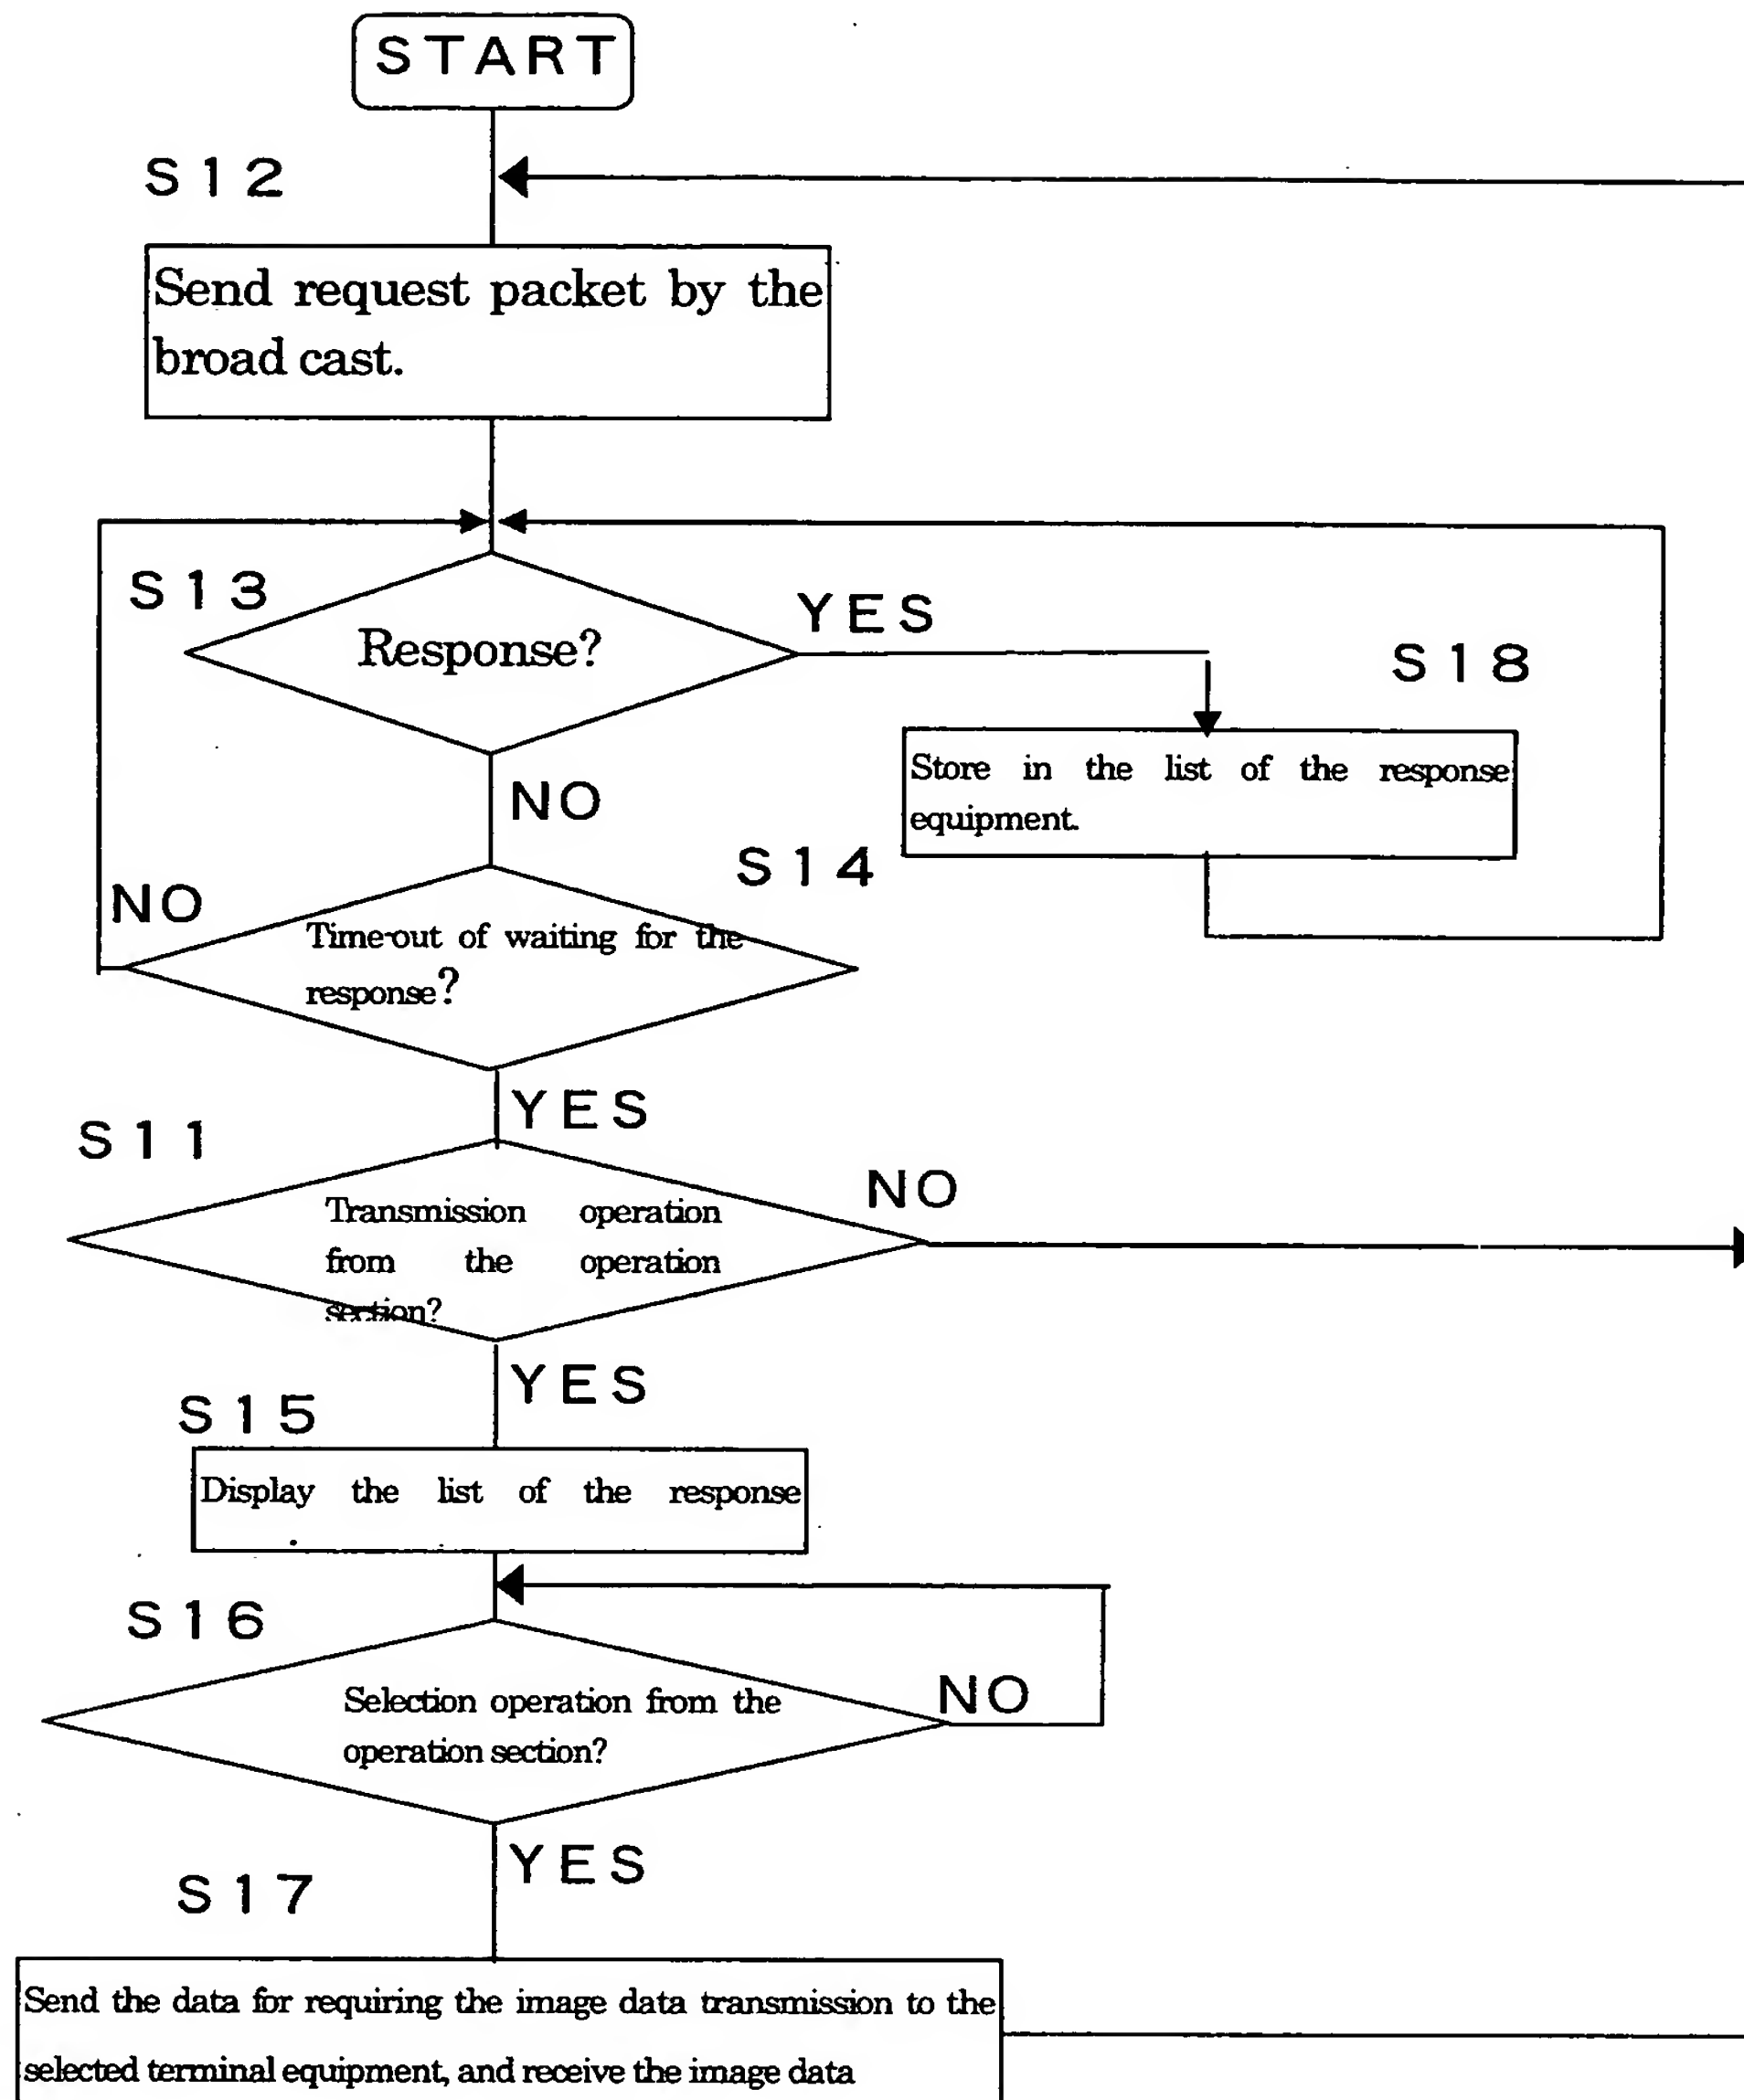 START
S12
Send request packet by the
broad cast.
S13
Response?
YES
S18
Store in the list of the response
equipment.
NO
S14
NO
Time-out of waiting for the
response?
YES
S11
Transmission operation
from the operation
section?
NO
YES
S15
Display the list of the response
S16
Selection operation from the
operation section?
NO
YES
S17
Send the data for requiring the image data transmission to the
selected terminal equipment, and receive the image data